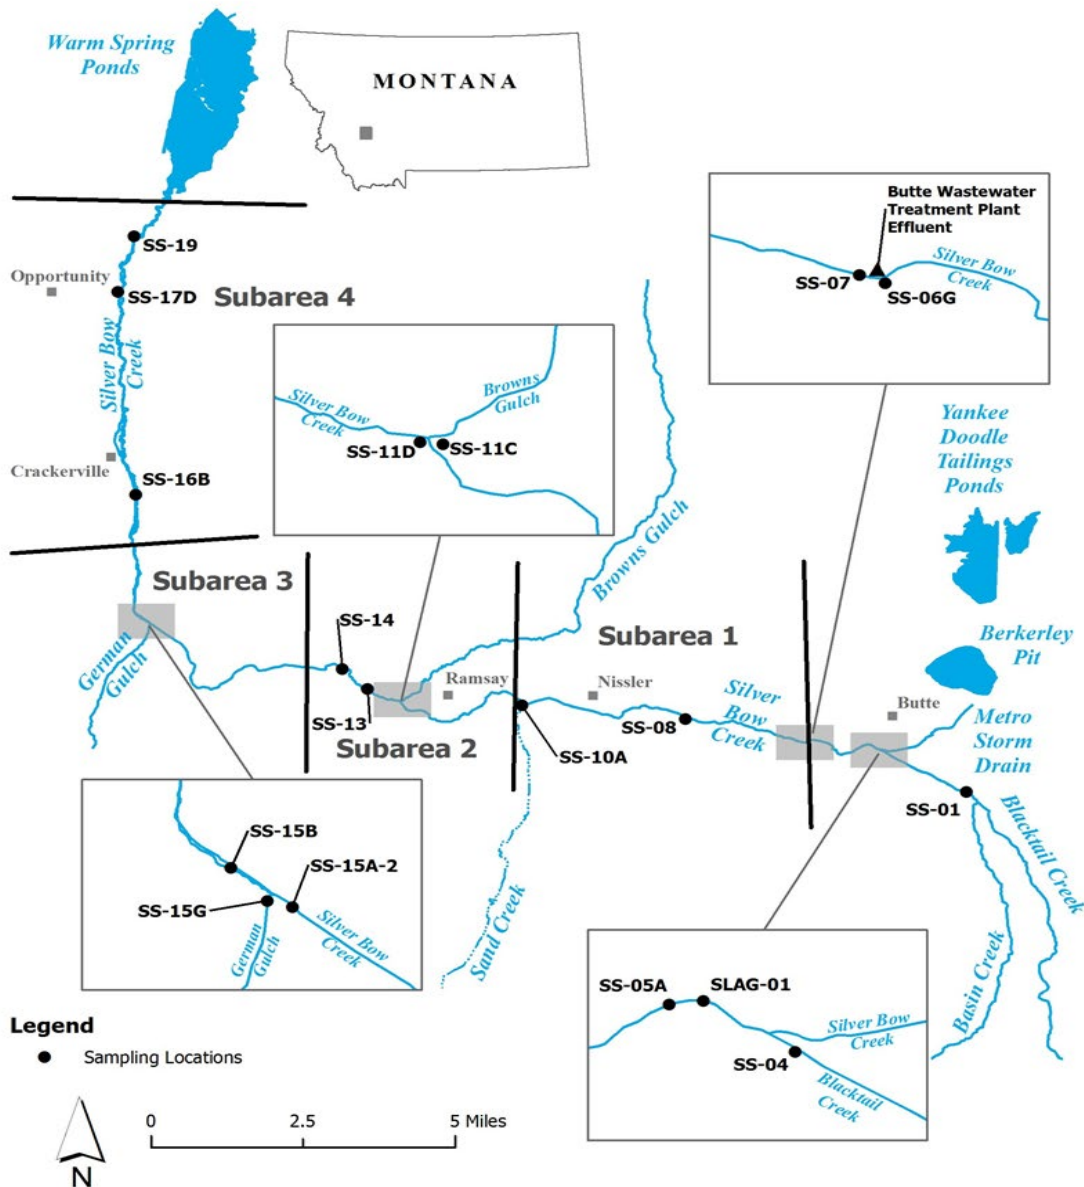 Warm Spring
Ponds
MONTANA
SS-19
Opportunity
SS-17D
Subarea 4
Silver Bow
Creek
Crackerville
SS-16B
Butte Wastewater
Treatment Plant
Effluent
Silver Bow
Creek
SS-07
SS-06G
Browns
Gulch
Silver Bow
Creek
SS-11D
SS-11C
Yankee
Doodle
Tailings
Ponds
Browns Gulch
Subarea 3
SS-14
Subarea 1
Berkerley
Pit
German
Gulch
Ramsay
Nissler
Silver
Bow
Creek
Butte
SS-13
SS-08
Metro
Storm
Drain
Subarea 2
SS-10A
SS-01
Blacktail Creek
SS-15B
SS-15A-2
SS-15G
German
Gulch
Silver Bow
Creek
Sand Creek
Basin Creek
SS-05A
SLAG-01
Silver Bow
Creek
SS-04
Blacktail
Creek
Legend
Sampling Locations
0
2.5
5 Miles
N